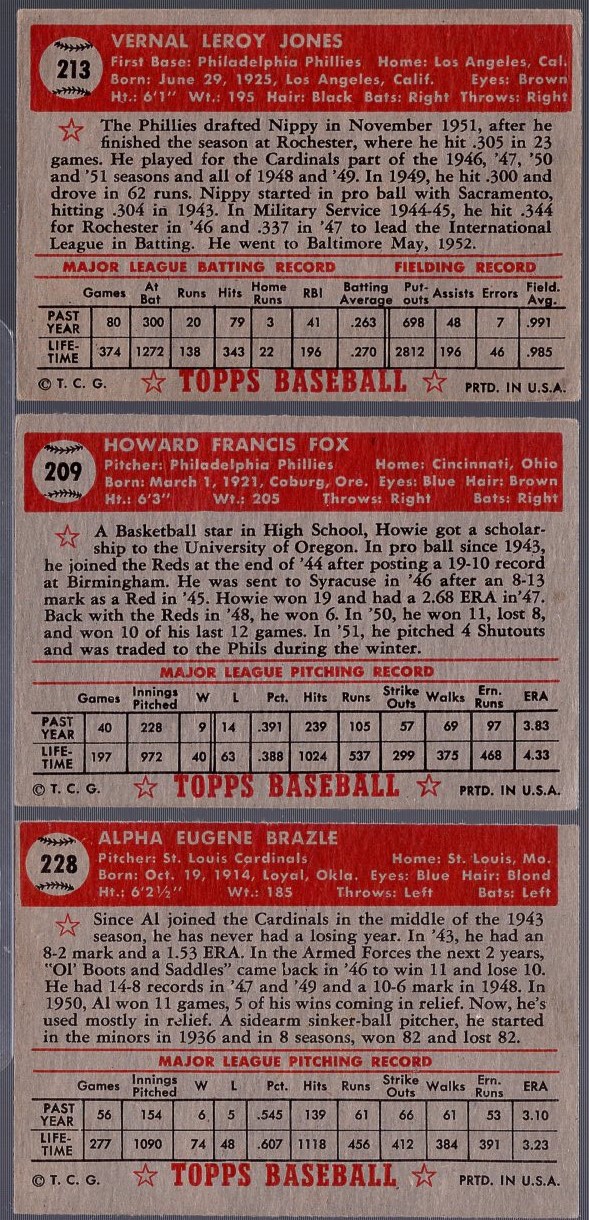 213
VERNAL LEROY JONES
First Base: Philadelphia Phillies Home: Los Angeles, Cal.
Born: June 29, 1925, Los Angeles, Calif. Eyes: Brown
Ht.: 6'1" Wt.: 195 Hair: Black Bats: Right Throws: Right
The Phillies drafted Nippy in November 1951, after he
finished the season at Rochester, where he hit .305 in 23
games. He played for the Cardinals part of the 1946, '47, '50
and '51 seasons and all of 1948 and '49. In 1949, he hit .300 and
drove in 62 runs. Nippy started in pro ball with Sacramento,
hitting .304 in 1943. In Military Service 1944-45, he hit .344
for Rochester in '46 and .337 in '47 to lead the International
League in Batting. He went to Baltimore May, 1952.
MAJOR LEAGUE BATTING RECORD FIELDING RECORD
Games At Bat Runs Hits Home Runs RBI Batting Average Put-outs Assists Errors Field. Avg.
PAST YEAR 80 300 20 79 3 41 .263 698 48 7 .991
LIFE-TIME 374 1272 138 343 22 196 .270 2812 196 46 .985
© T. C. G. TOPPS BASEBALL PRTD. IN U.S.A.
209
HOWARD FRANCIS FOX
Pitcher: Philadelphia Phillies Home: Cincinnati, Ohio
Born: March 1, 1921, Coburg, Ore. Eyes: Blue Hair: Brown
Ht.: 6'3" Wt.: 205 Throws: Right Bats: Right
A Basketball star in High School, Howie got a scholar-
ship to the University of Oregon. In pro ball since 1943,
he joined the Reds at the end of '44 after posting a 19-10 record
at Birmingham. He was sent to Syracuse in '46 after an 8-13
mark as a Red in '45. Howie won 19 and had a 2.68 ERA in'47.
Back with the Reds in '48, he won 6. In '50, he won 11, lost 8,
and won 10 of his last 12 games. In '51, he pitched 4 Shutouts
and was traded to the Phils during the winter.
MAJOR LEAGUE PITCHING RECORD
Games Innings Pitched W L Pct. Hits Runs Strike Outs Walks Ern. Runs ERA
PAST YEAR 40 228 9 14 .391 239 105 57 69 97 3.83
LIFE-TIME 197 972 40 63 .388 1024 537 299 375 468 4.33
© T. C. G. TOPPS BASEBALL PRTD. IN U.S.A.
228
ALPHA EUGENE BRAZLE
Pitcher: St. Louis Cardinals Home: St. Louis, Mo.
Born: Oct. 19, 1914, Loyal, Okla. Eyes: Blue Hair: Blond
Ht.: 6'2½" Wt.: 185 Throws: Left Bats: Left
Since Al joined the Cardinals in the middle of the 1943
season, he has never had a losing year. In '43, he had an
8-2 mark and a 1.53 ERA. In the Armed Forces the next 2 years,
"Ol' Boots and Saddles" came back in '46 to win 11 and lose 10.
He had 14-8 records in '47 and '49 and a 10-6 mark in 1948. In
1950, Al won 11 games, 5 of his wins coming in relief. Now, he's
used mostly in relief. A sidearm sinker-ball pitcher, he started
in the minors in 1936 and in 8 seasons, won 82 and lost 82.
MAJOR LEAGUE PITCHING RECORD
Games Innings Pitched W L Pct. Hits Runs Strike Outs Walks Ern. Runs ERA
PAST YEAR 56 154 6 5 .545 139 61 66 61 53 3.10
LIFE-TIME 277 1090 74 48 .607 1118 456 412 384 391 3.23
© T. C. G. TOPPS BASEBALL PRTD. IN U.S.A.